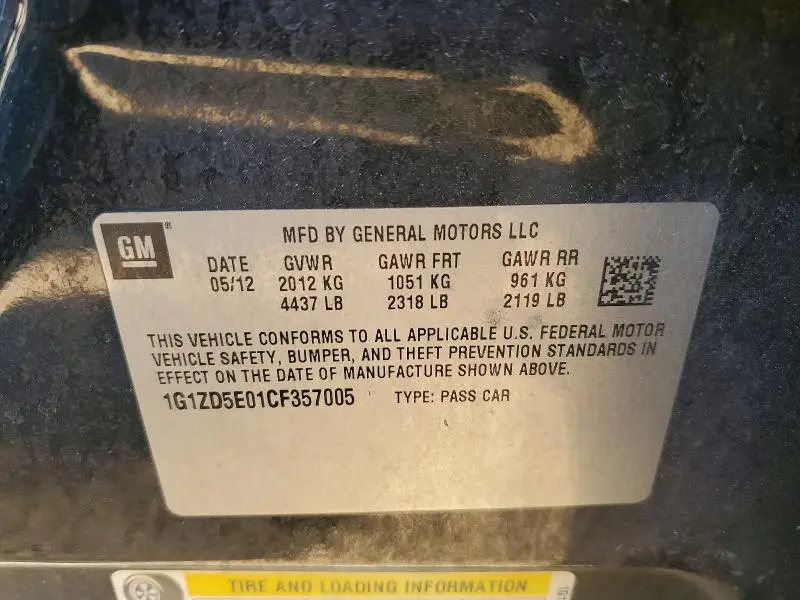 GM®
MFD BY GENERAL MOTORS LLC
DATE GVWR GAWR FRT GAWR RR
05/12 2012 KG 1051 KG 961 KG
4437 LB 2318 LB 2119 LB
THIS VEHICLE CONFORMS TO ALL APPLICABLE U.S. FEDERAL MOTOR
VEHICLE SAFETY, BUMPER, AND THEFT PREVENTION STANDARDS IN
EFFECT ON THE DATE OF MANUFACTURE SHOWN ABOVE.
1G1ZD5E01CF357005 TYPE: PASS CAR
TIRE AND LOADING INFORMATION